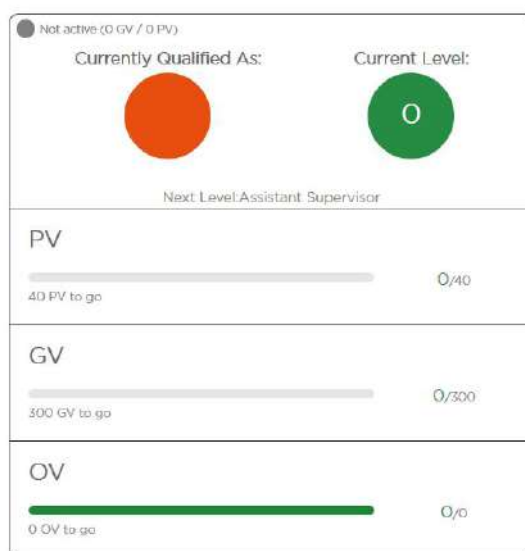 Not active (0 GV / 0 PV)
Currently Qualified As: Current Level:
0
Next Level:Assistant Supervisor
PV
0/40
40 PV to go
GV
0/300
300 GV to go
OV
0/0
0 OV to go